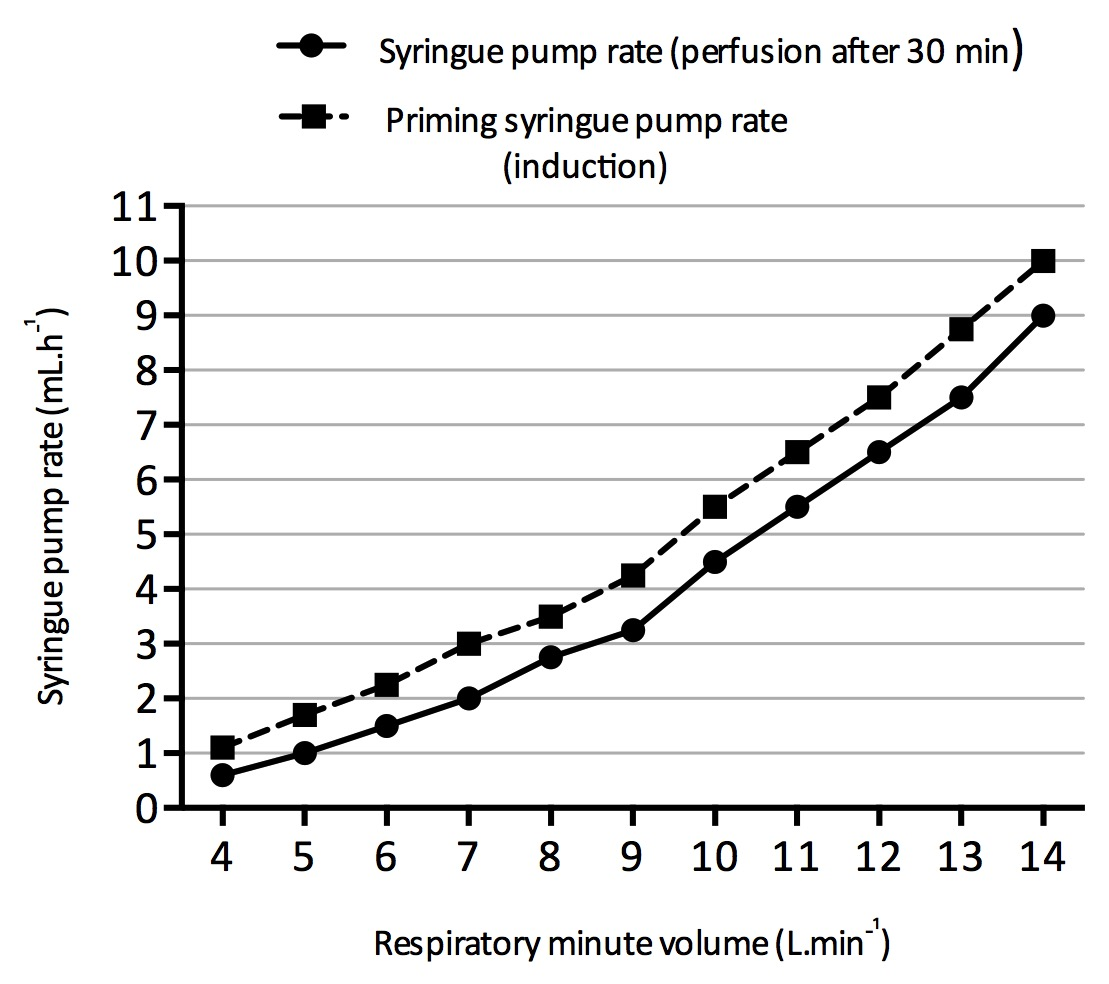 Syringue pump rate (perfusion after 30 min)
Priming syringue pump rate
(induction)
11
10
9
8
7
6
5
4
3
2
1
0
Syringue pump rate (mL.h⁻¹)
4 5 6 7 8 9 10 11 12 13 14
Respiratory minute volume (L.min⁻¹)